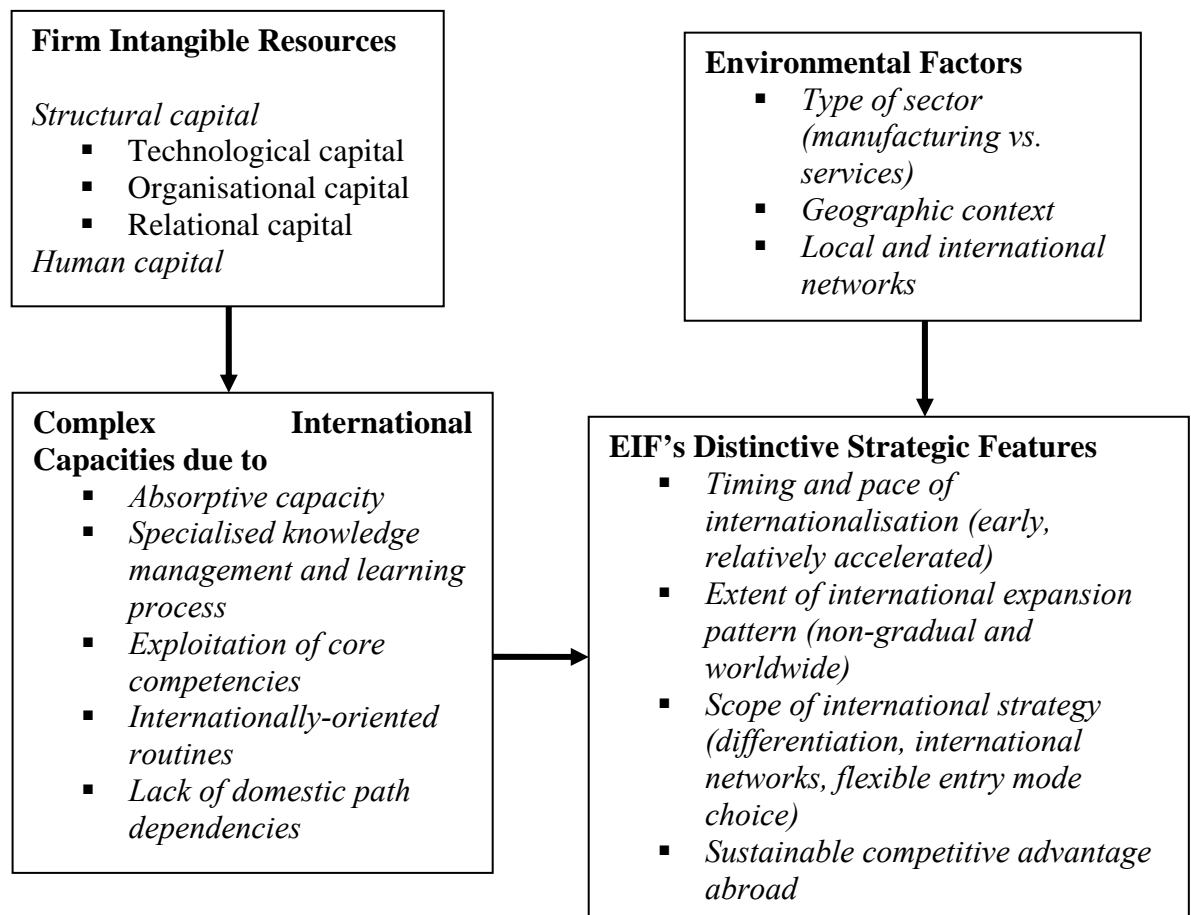 Firm Intangible Resources
Structural capital
▪ Technological capital
▪ Organisational capital
▪ Relational capital
Human capital
Environmental Factors
▪ Type of sector
(manufacturing vs.
services)
▪ Geographic context
▪ Local and international
networks
Complex International
Capacities due to
▪ Absorptive capacity
▪ Specialised knowledge
management and learning
process
▪ Exploitation of core
competencies
▪ Internationally-oriented
routines
▪ Lack of domestic path
dependencies
EIF’s Distinctive Strategic Features
▪ Timing and pace of
internationalisation (early,
relatively accelerated)
▪ Extent of international expansion
pattern (non-gradual and
worldwide)
▪ Scope of international strategy
(differentiation, international
networks, flexible entry mode
choice)
▪ Sustainable competitive advantage
abroad